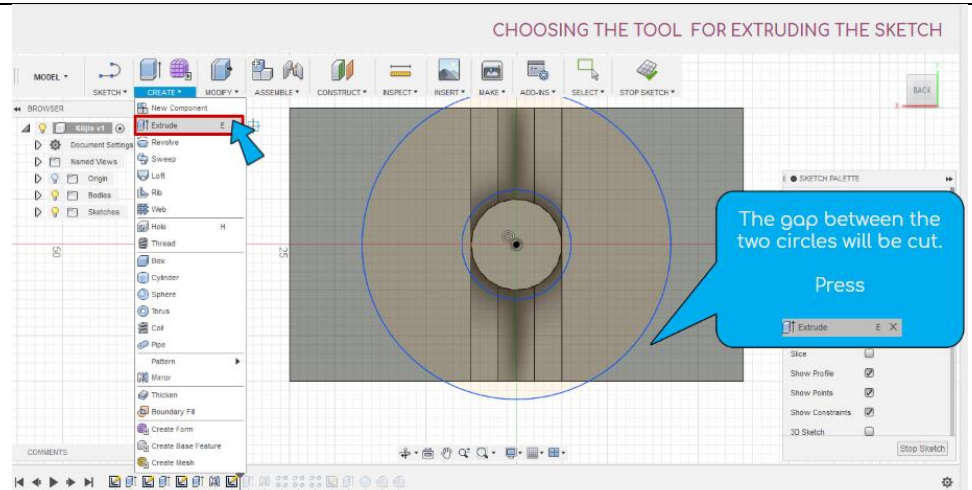 CHOOSING THE TOOL FOR EXTRUDING THE SKETCH
MODEL
SKETCH CREATE MODIFY ASSEMBLE CONSTRUCT INSPECT INSERT MAKE ADD-INS SELECT STOP SKETCH
BACK
BROWSER
Küljis v1
Document Settings
Named Views
Origin
Bodies
Sketches
New Component
Extrude E
Revolve
Sweep
Loft
Rib
Web
Hole H
Thread
Box
Cylinder
Sphere
Torus
Coil
Pipe
Pattern
Mirror
Thicken
Boundary Fill
Create Form
Create Base Feature
Create Mesh
50
25
SKETCH PALETTE
The gap between the
two circles will be cut.
Press
Extrude E
Slice
Show Profile
Show Points
Show Constraints
3D Sketch
Stop Sketch
COMMENTS